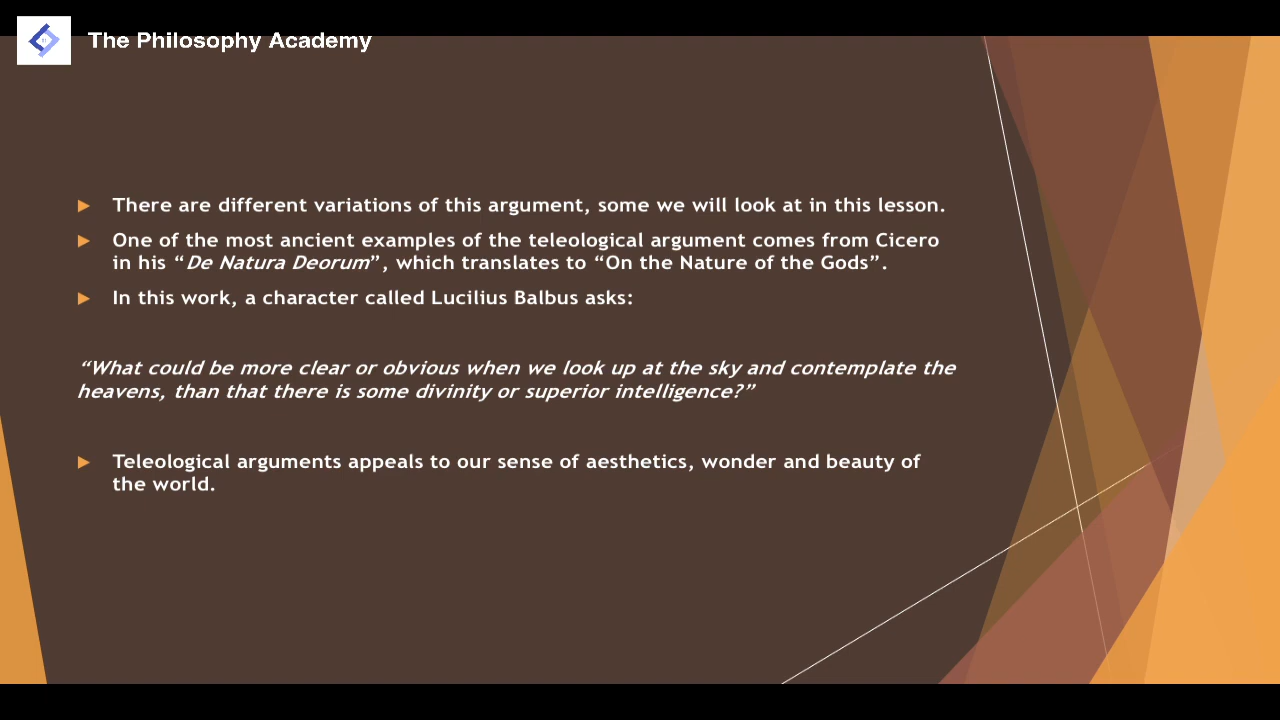 The Philosophy Academy
There are different variations of this argument, some we will look at in this lesson.
One of the most ancient examples of the teleological argument comes from Cicero
in his “De Natura Deorum”, which translates to “On the Nature of the Gods”.
In this work, a character called Lucilius Balbus asks:
“What could be more clear or obvious when we look up at the sky and contemplate the
heavens, than that there is some divinity or superior intelligence?”
Teleological arguments appeals to our sense of aesthetics, wonder and beauty of
the world.